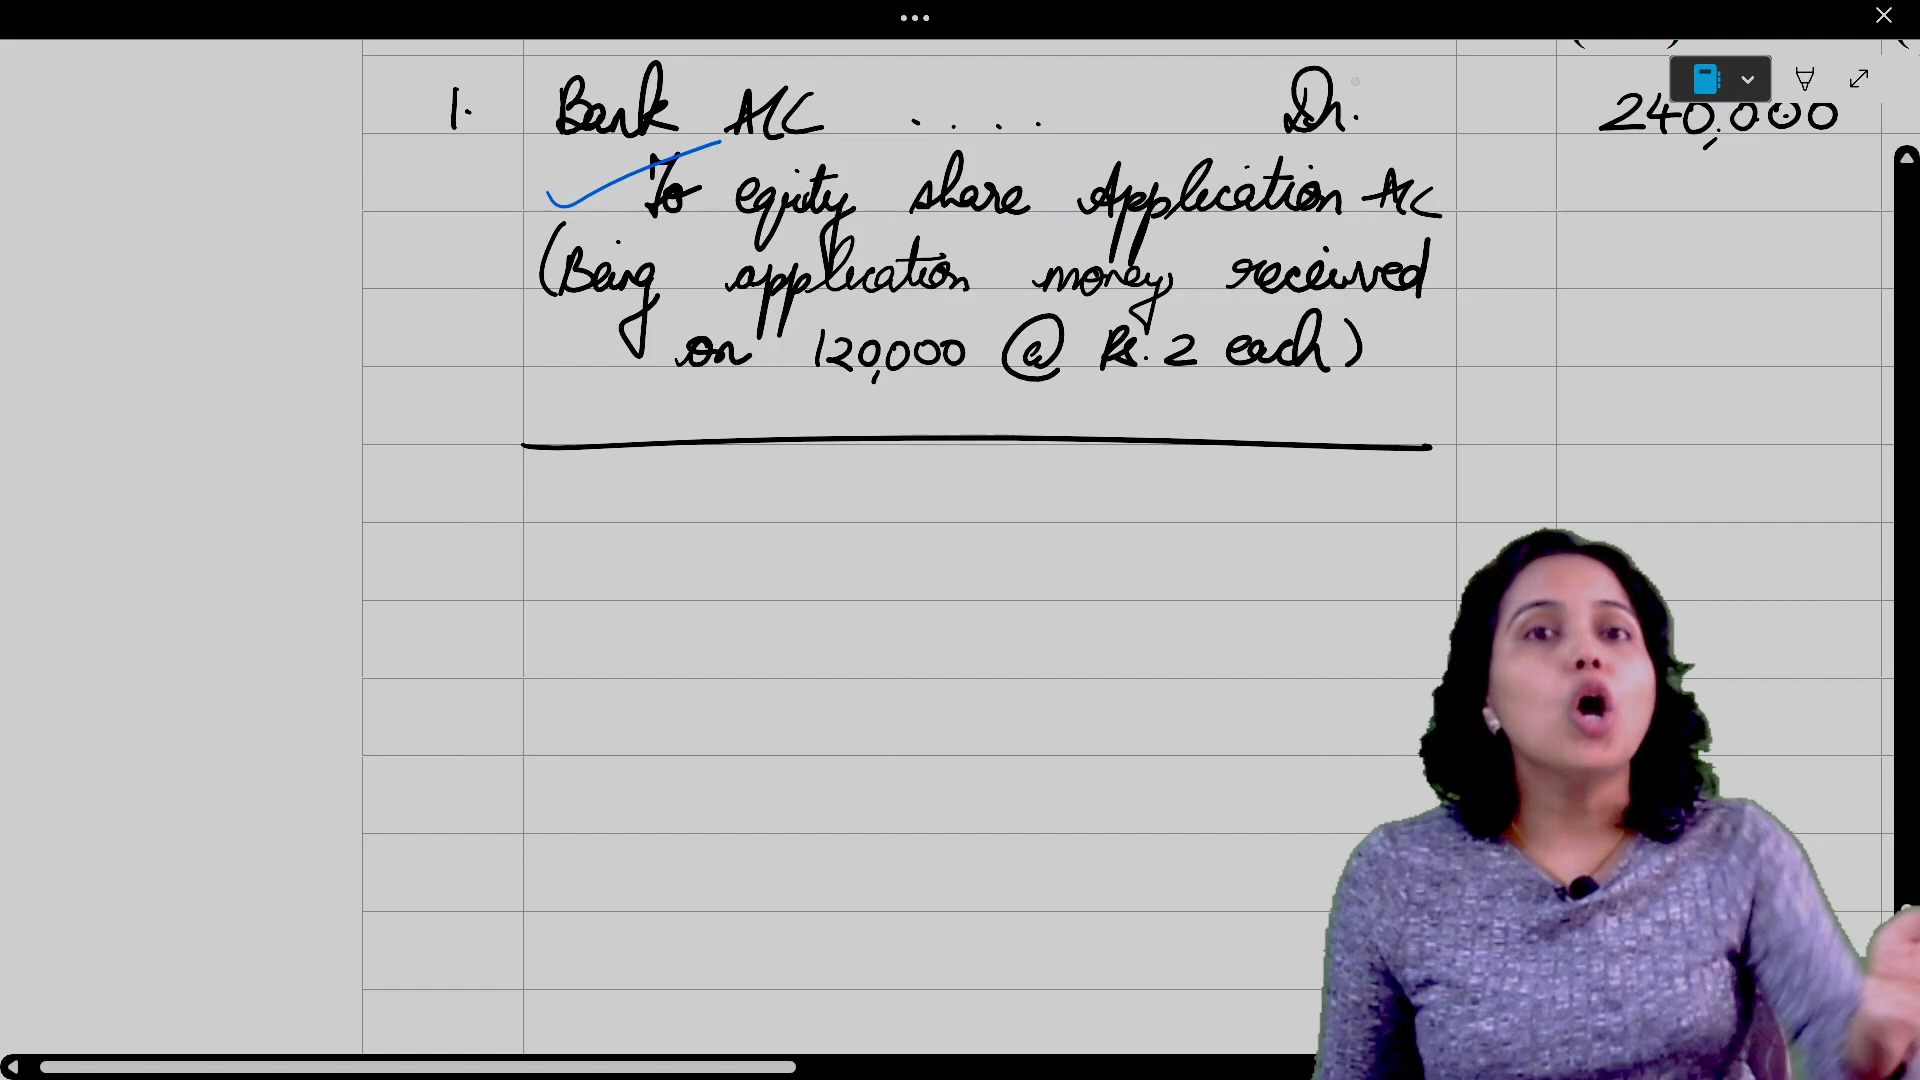 1. Bank A/C .... Dr. 240,000
To equity share Application A/C
(Being application money received
on 120,000 @ Rs. 2 each)